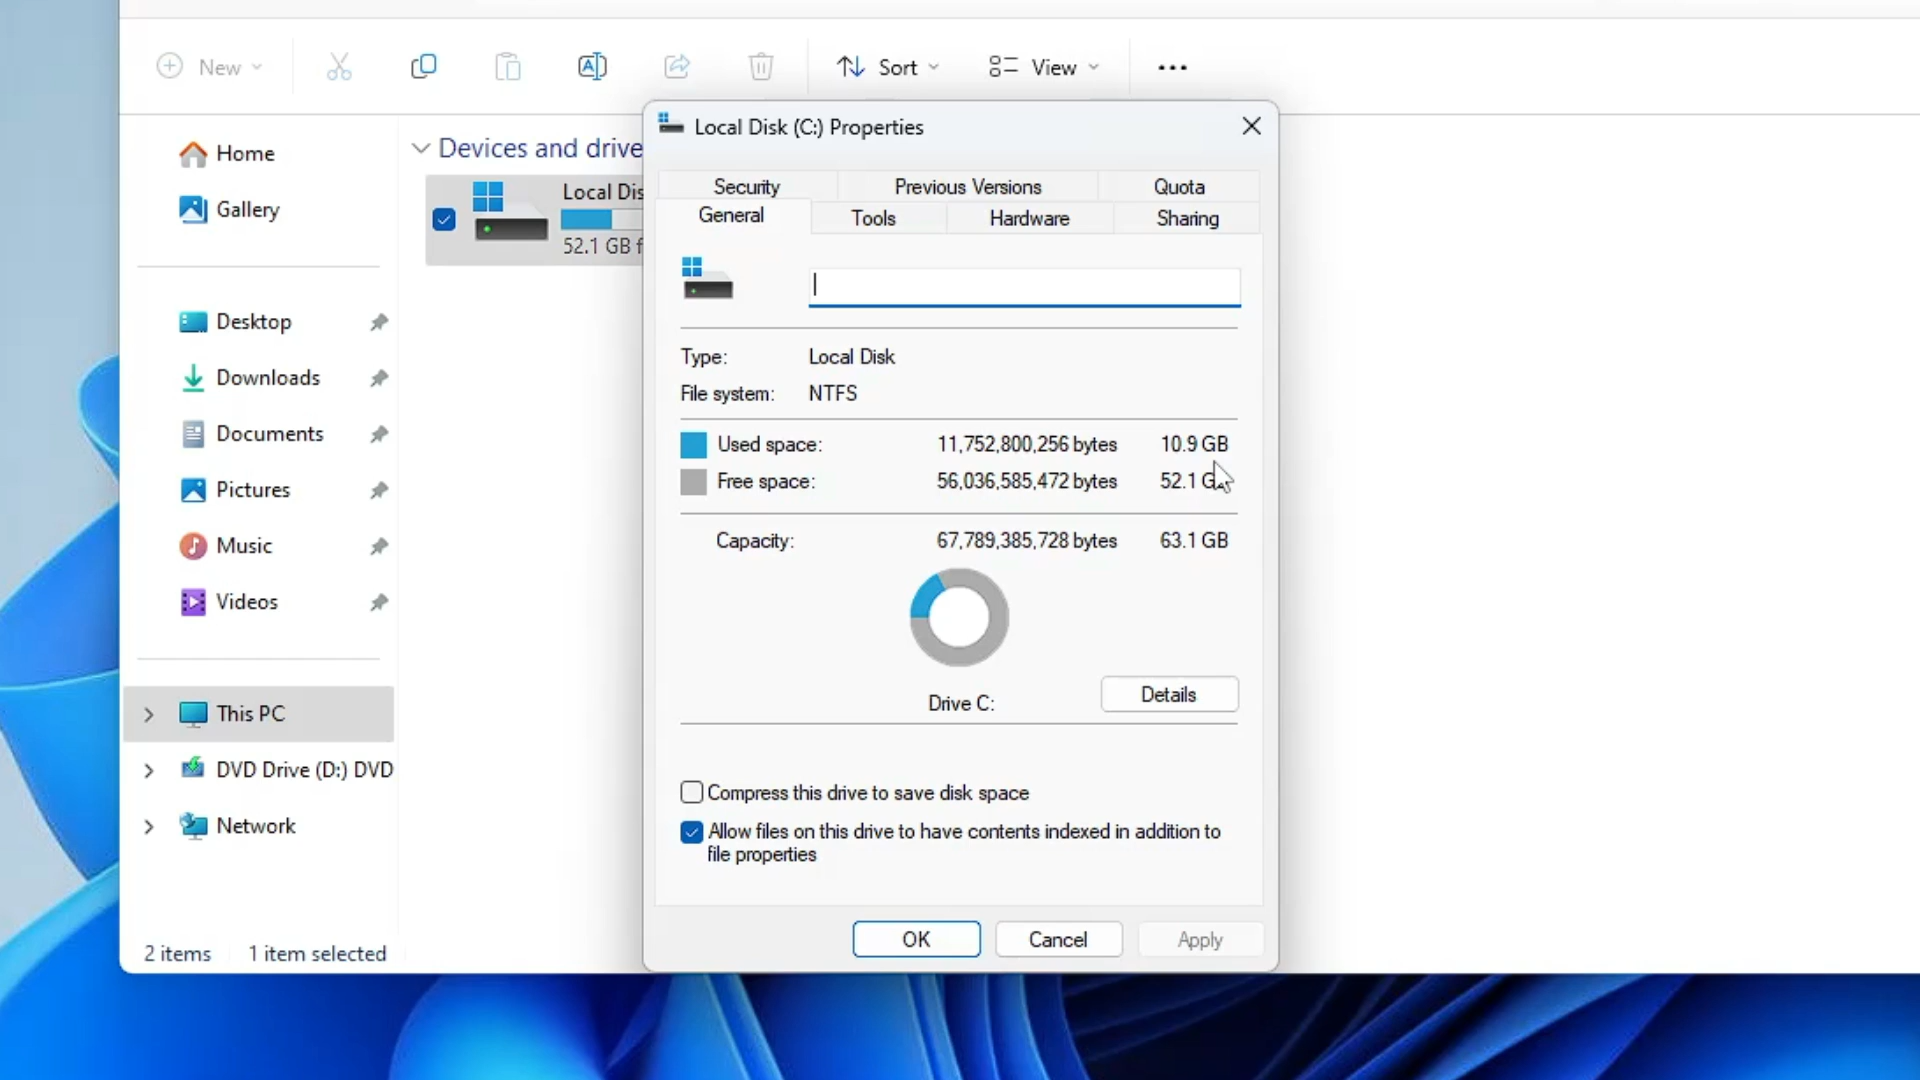 New
Sort
View
Home
Gallery
Desktop
Downloads
Documents
Pictures
Music
Videos
This PC
DVD Drive (D:) DVD
Network
2 items
1 item selected
Devices and drive
Local Dis
52.1 GB f
Local Disk (C:) Properties
Security
Previous Versions
Quota
General
Tools
Hardware
Sharing
Type: Local Disk
File system: NTFS
Used space: 11,752,800,256 bytes 10.9 GB
Free space: 56,036,585,472 bytes 52.1 G
Capacity: 67,789,385,728 bytes 63.1 GB
Drive C:
Details
Compress this drive to save disk space
Allow files on this drive to have contents indexed in addition to
file properties
OK
Cancel
Apply